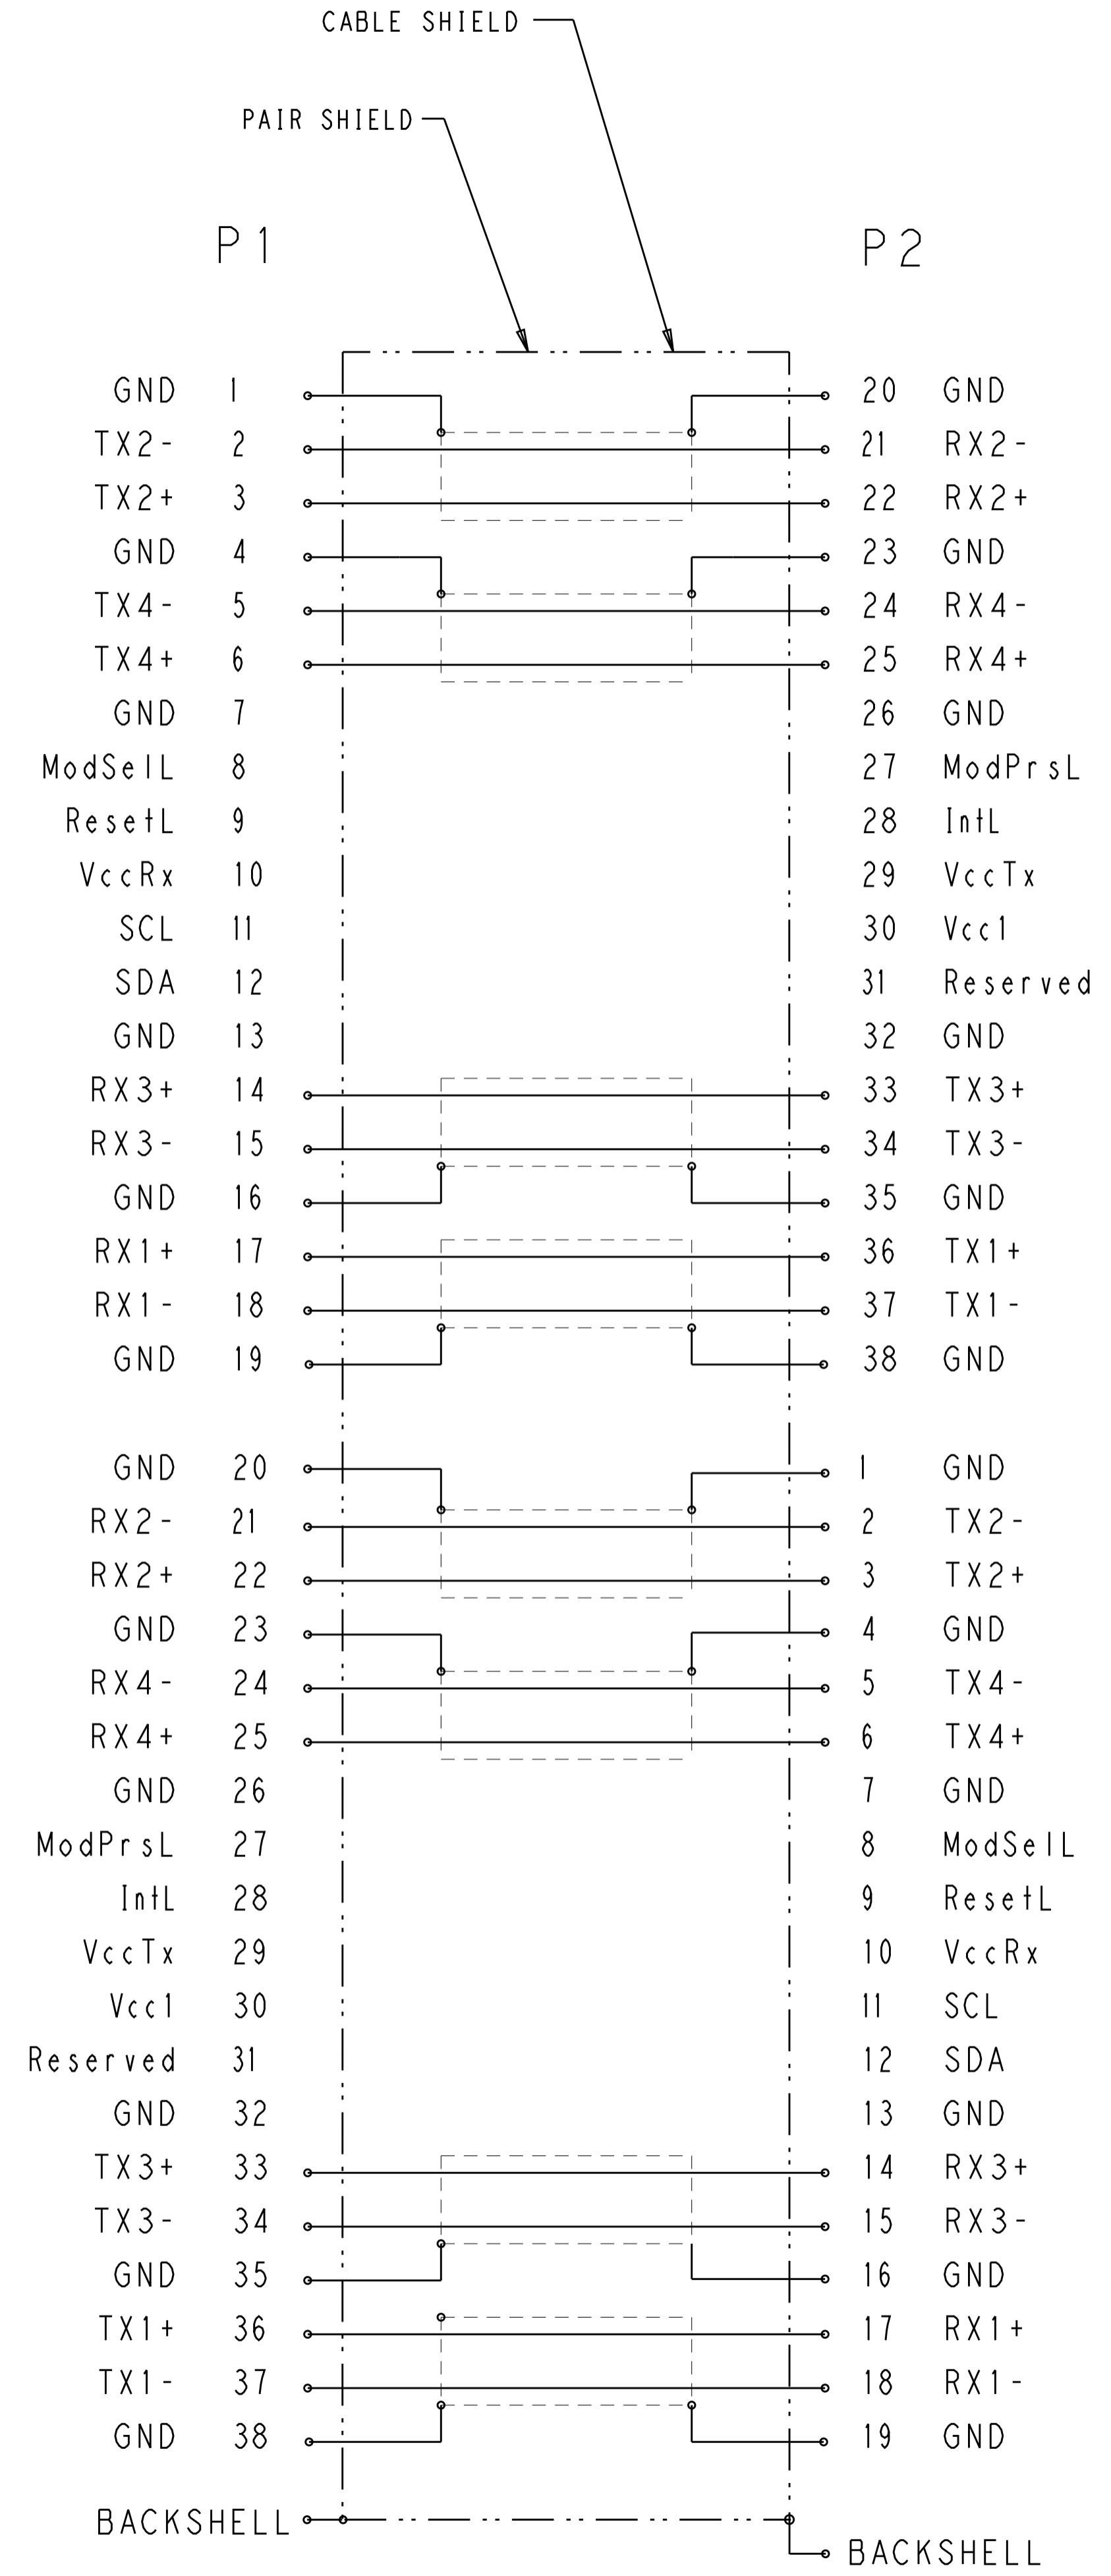 CABLE SHIELD
PAIR SHIELD
P1 P2
GND 1 20 GND
TX2- 2 21 RX2-
TX2+ 3 22 RX2+
GND 4 23 GND
TX4- 5 24 RX4-
TX4+ 6 25 RX4+
GND 7 26 GND
ModSelL 8 27 ModPrsL
ResetL 9 28 IntL
VccRx 10 29 VccTx
SCL 11 30 Vcc1
SDA 12 31 Reserved
GND 13 32 GND
RX3+ 14 33 TX3+
RX3- 15 34 TX3-
GND 16 35 GND
RX1+ 17 36 TX1+
RX1- 18 37 TX1-
GND 19 38 GND
GND 20 1 GND
RX2- 21 2 TX2-
RX2+ 22 3 TX2+
GND 23 4 GND
RX4- 24 5 TX4-
RX4+ 25 6 TX4+
GND 26 7 GND
ModPrsL 27 8 ModSelL
IntL 28 9 ResetL
VccTx 29 10 VccRx
Vcc1 30 11 SCL
Reserved 31 12 SDA
GND 32 13 GND
TX3+ 33 14 RX3+
TX3- 34 15 RX3-
GND 35 16 GND
TX1+ 36 17 RX1+
TX1- 37 18 RX1-
GND 38 19 GND
BACKSHELL
BACKSHELL